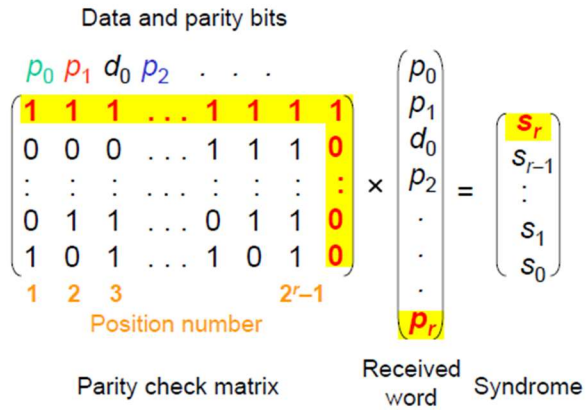 Data and parity bits
p0 p1 d0 p2 . . .
1 1 1 ... 1 1 1 1
0 0 0 ... 1 1 1 0
: : : ... : : : :
0 1 1 ... 0 1 1 0
1 0 1 ... 1 0 1 0
1 2 3 2^r–1
Position number
×
p0
p1
d0
p2
.
.
.
pr
=
sr
sr–1
:
s1
s0
Parity check matrix
Received
word
Syndrome